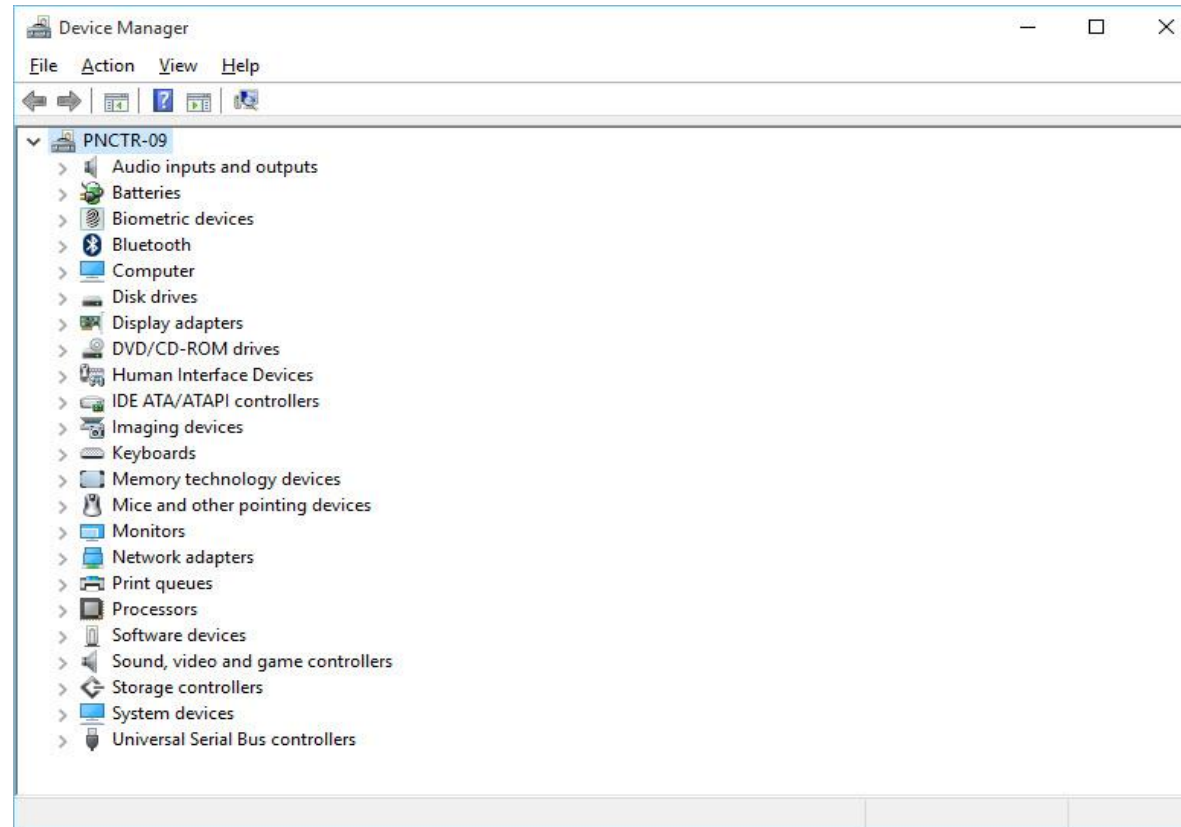 Device Manager
File Action View Help
PNCTR-09
Audio inputs and outputs
Batteries
Biometric devices
Bluetooth
Computer
Disk drives
Display adapters
DVD/CD-ROM drives
Human Interface Devices
IDE ATA/ATAPI controllers
Imaging devices
Keyboards
Memory technology devices
Mice and other pointing devices
Monitors
Network adapters
Print queues
Processors
Software devices
Sound, video and game controllers
Storage controllers
System devices
Universal Serial Bus controllers